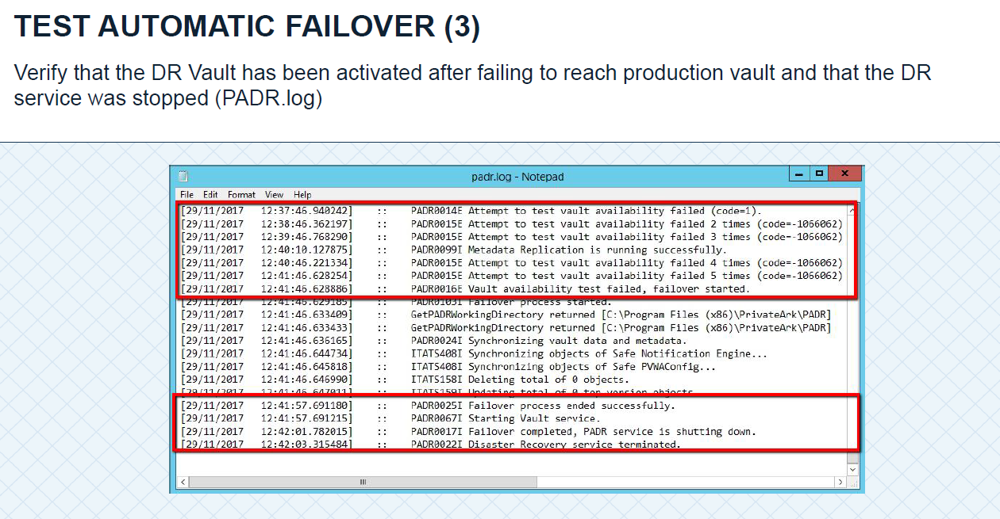 TEST AUTOMATIC FAILOVER (3)
Verify that the DR Vault has been activated after failing to reach production vault and that the DR
service was stopped (PADR.log)
padr.log - Notepad
File Edit Format View Help
[29/11/2017 12:37:46.940242] :: PADR0014E Attempt to test vault availability failed (code=1).
[29/11/2017 12:38:46.362197] :: PADR0015E Attempt to test vault availability failed 2 times (code=-1066062)
[29/11/2017 12:39:46.768290] :: PADR0015E Attempt to test vault availability failed 3 times (code=-1066062)
[29/11/2017 12:40:10.127875] :: PADR0099I Metadata Replication is running successfully.
[29/11/2017 12:40:46.221334] :: PADR0015E Attempt to test vault availability failed 4 times (code=-1066062)
[29/11/2017 12:41:46.628254] :: PADR0015E Attempt to test vault availability failed 5 times (code=-1066062)
[29/11/2017 12:41:46.628886] :: PADR0016E Vault availability test failed, failover started.
[29/11/2017 12:41:46.629185] :: PADR0103I Failover process started.
[29/11/2017 12:41:46.633409] :: GetPADRWorkingDirectory returned [C:\Program Files (x86)\PrivateArk\PADR]
[29/11/2017 12:41:46.633433] :: GetPADRWorkingDirectory returned [C:\Program Files (x86)\PrivateArk\PADR]
[29/11/2017 12:41:46.636165] :: PADR0024I Synchronizing vault data and metadata.
[29/11/2017 12:41:46.644734] :: ITATS408I Synchronizing objects of Safe Notification Engine...
[29/11/2017 12:41:46.645818] :: ITATS408I Synchronizing objects of Safe PVWAConfig...
[29/11/2017 12:41:46.646990] :: ITATS158I Deleting total of 0 objects.
[29/11/2017 12:41:46.647011] :: ITATS159I Updating total of 0 top version objects
[29/11/2017 12:41:57.691180] :: PADR0025I Failover process ended successfully.
[29/11/2017 12:41:57.691215] :: PADR0067I Starting Vault service.
[29/11/2017 12:42:01.782015] :: PADR0017I Failover completed, PADR service is shutting down.
[29/11/2017 12:42:03.315484] :: PADR0022I Disaster Recovery service terminated.